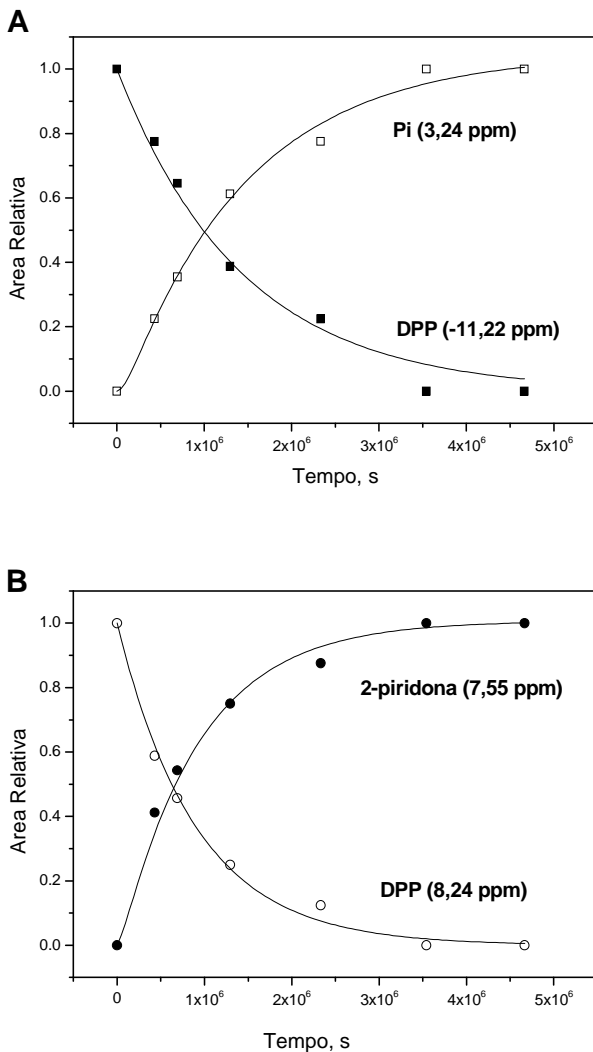 A
1.0
0.8
0.6
0.4
0.2
0.0
Area Relativa
Pi (3,24 ppm)
DPP (-11,22 ppm)
0 1x10⁶ 2x10⁶ 3x10⁶ 4x10⁶ 5x10⁶
Tempo, s
B
1.0
0.8
0.6
0.4
0.2
0.0
Area Relativa
2-piridona (7,55 ppm)
DPP (8,24 ppm)
0 1x10⁶ 2x10⁶ 3x10⁶ 4x10⁶ 5x10⁶
Tempo, s